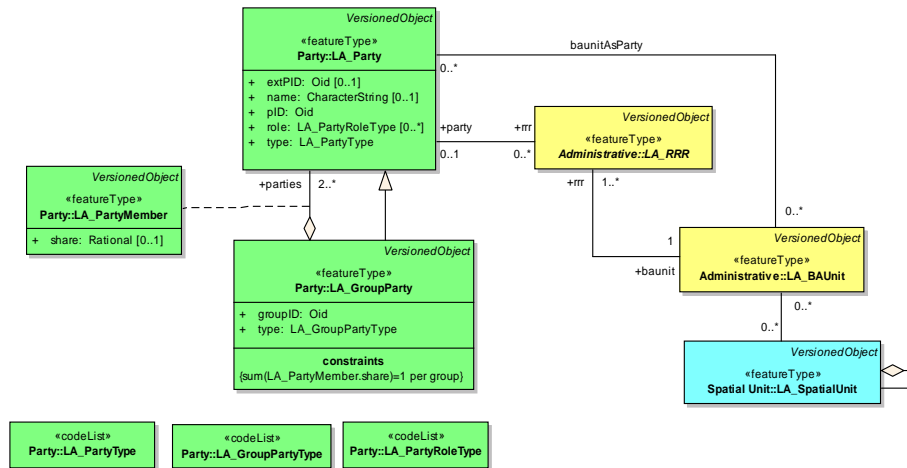 VersionedObject
«featureType»
Party::LA_Party
+ extPID: Oid [0..1]
+ name: CharacterString [0..1]
+ pID: Oid
+ role: LA_PartyRoleType [0..*]
+ type: LA_PartyType
baunitAsParty
0..*
+party
+rrr
0..1
0..*
VersionedObject
«featureType»
Administrative::LA_RRR
+parties
2..*
+rrr
1..*
VersionedObject
«featureType»
Party::LA_PartyMember
+ share: Rational [0..1]
0..*
1
+baunit
VersionedObject
«featureType»
Administrative::LA_BAUnit
VersionedObject
«featureType»
Party::LA_GroupParty
+ groupID: Oid
+ type: LA_GroupPartyType
constraints
{sum(LA_PartyMember.share)=1 per group}
0..*
0..*
VersionedObject
«featureType»
Spatial Unit::LA_SpatialUnit
«codeList»
Party::LA_PartyType
«codeList»
Party::LA_GroupPartyType
«codeList»
Party::LA_PartyRoleType